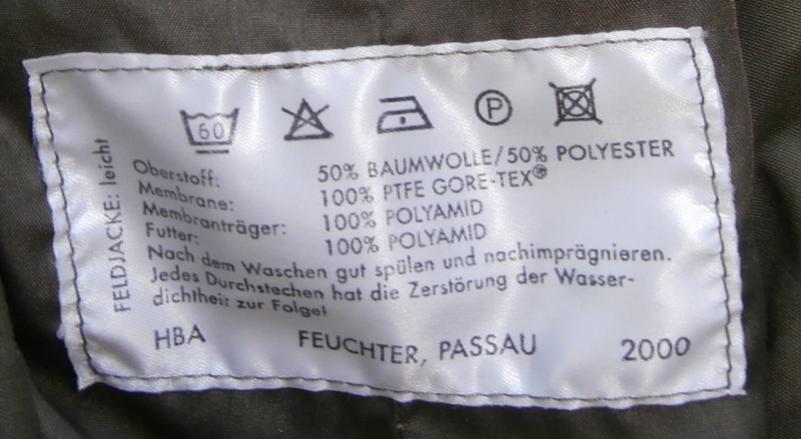 60
P
FELDJACKE: leicht
Oberstoff: 50% BAUMWOLLE/50% POLYESTER
Membrane: 100% PTFE GORE-TEX®
Membranträger: 100% POLYAMID
Futter: 100% POLYAMID
Nach dem Waschen gut spülen und nachimprägnieren.
Jedes Durchstechen hat die Zerstörung der Wasser-
dichtheit zur Folge!
HBA FEUCHTER, PASSAU 2000